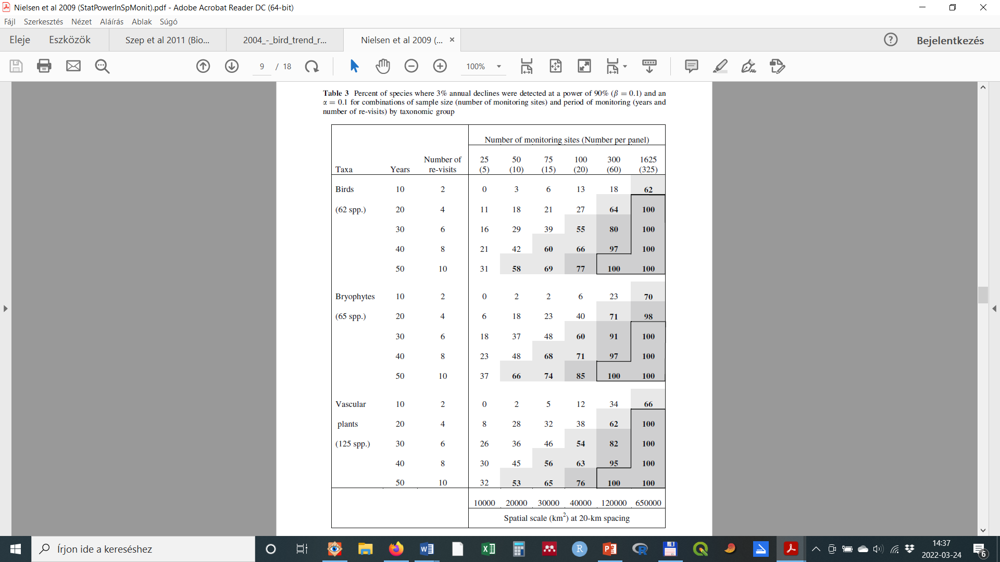 Nielsen et al 2009 (StatPowerInSpMonit).pdf - Adobe Acrobat Reader DC (64-bit)
Fájl Szerkesztés Nézet Aláírás Ablak Súgó
Eleje Eszközök Szep et al 2011 (Bio... 2004_-_bird_trend_r... Nielsen et al 2009 (... × ? Bejelentkezés
9 / 18 100%
Table 3 Percent of species where 3% annual declines were detected at a power of 90% (β = 0.1) and an
α = 0.1 for combinations of sample size (number of monitoring sites) and period of monitoring (years and
number of re-visits) by taxonomic group
Number of monitoring sites (Number per panel)
Number of 25 50 75 100 300 1625
Taxa Years re-visits (5) (10) (15) (20) (60) (325)
Birds 10 2 0 3 6 13 18 62
(62 spp.) 20 4 11 18 21 27 64 100
30 6 16 29 39 55 80 100
40 8 21 42 60 66 97 100
50 10 31 58 69 77 100 100
Bryophytes 10 2 0 2 2 6 23 70
(65 spp.) 20 4 6 18 23 40 71 98
30 6 18 37 48 60 91 100
40 8 23 48 68 71 97 100
50 10 37 66 74 85 100 100
Vascular 10 2 0 2 5 12 34 66
plants 20 4 8 28 32 38 62 100
(125 spp.) 30 6 26 36 46 54 82 100
40 8 30 45 56 63 95 100
50 10 32 53 65 76 100 100
10000 20000 30000 40000 120000 650000
Spatial scale (km²) at 20-km spacing
Írjon ide a kereséshez
14:37
2022-03-24
6